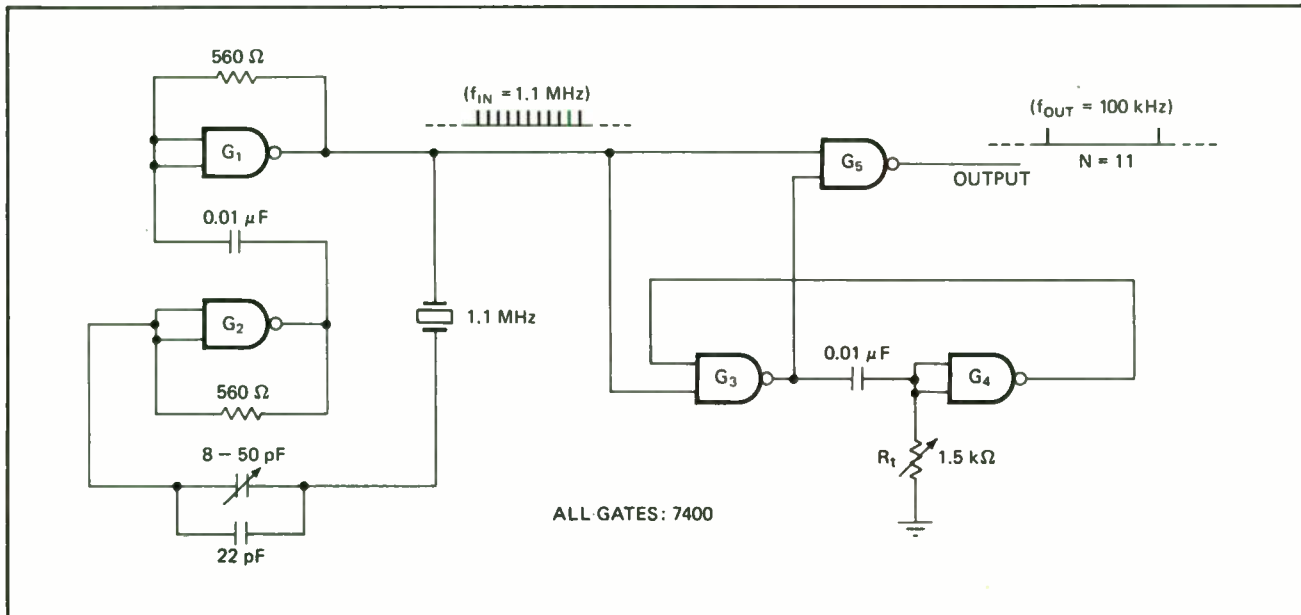 560 Ω
(fIN = 1.1 MHz)
(fOUT = 100 kHz)
G1
G5
OUTPUT
N = 11
0.01 μF
G2
1.1 MHz
0.01 μF
G3
G4
560 Ω
8 – 50 pF
Rt
1.5 kΩ
ALL GATES: 7400
22 pF